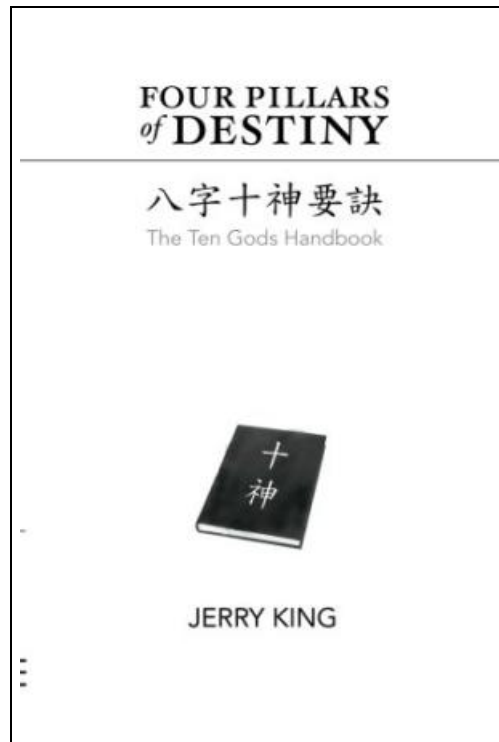 FOUR PILLARS
of DESTINY
八字十神要訣
The Ten Gods Handbook
十
神
JERRY KING